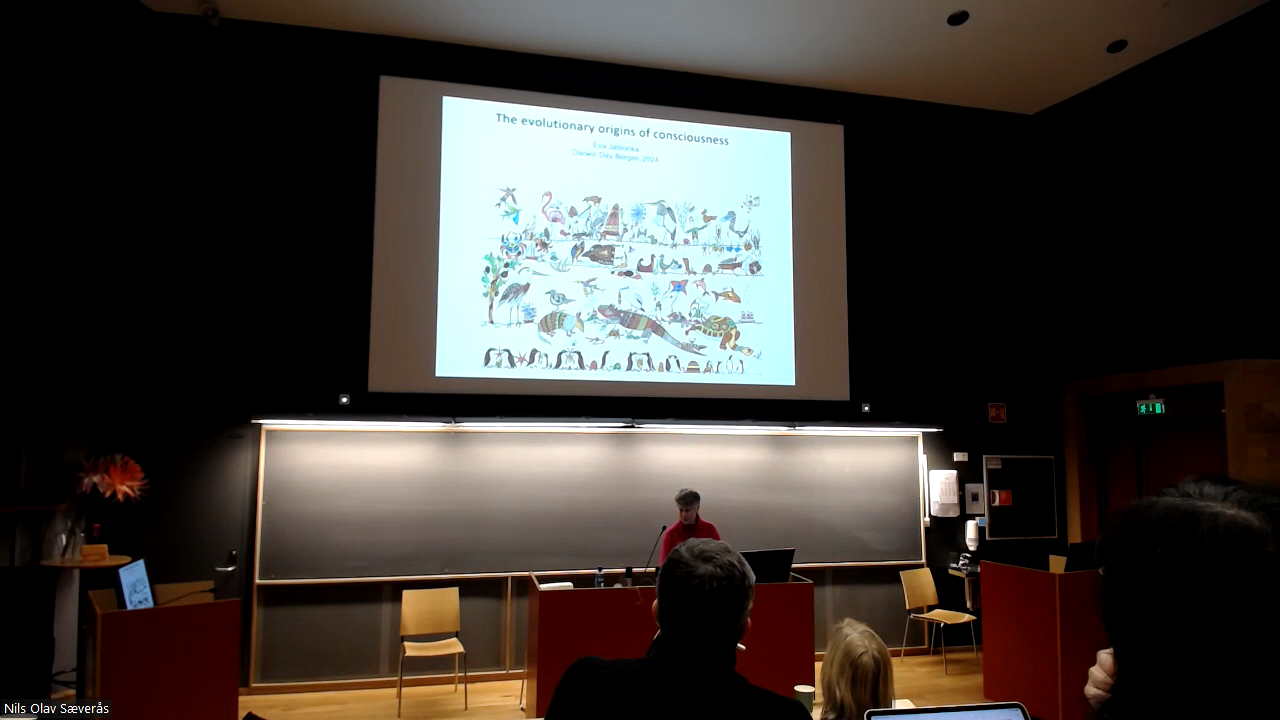 The evolutionary origins of consciousness
Eva Jablonka
Darwin Day Bergen 2024
Nils Olav Sæverås